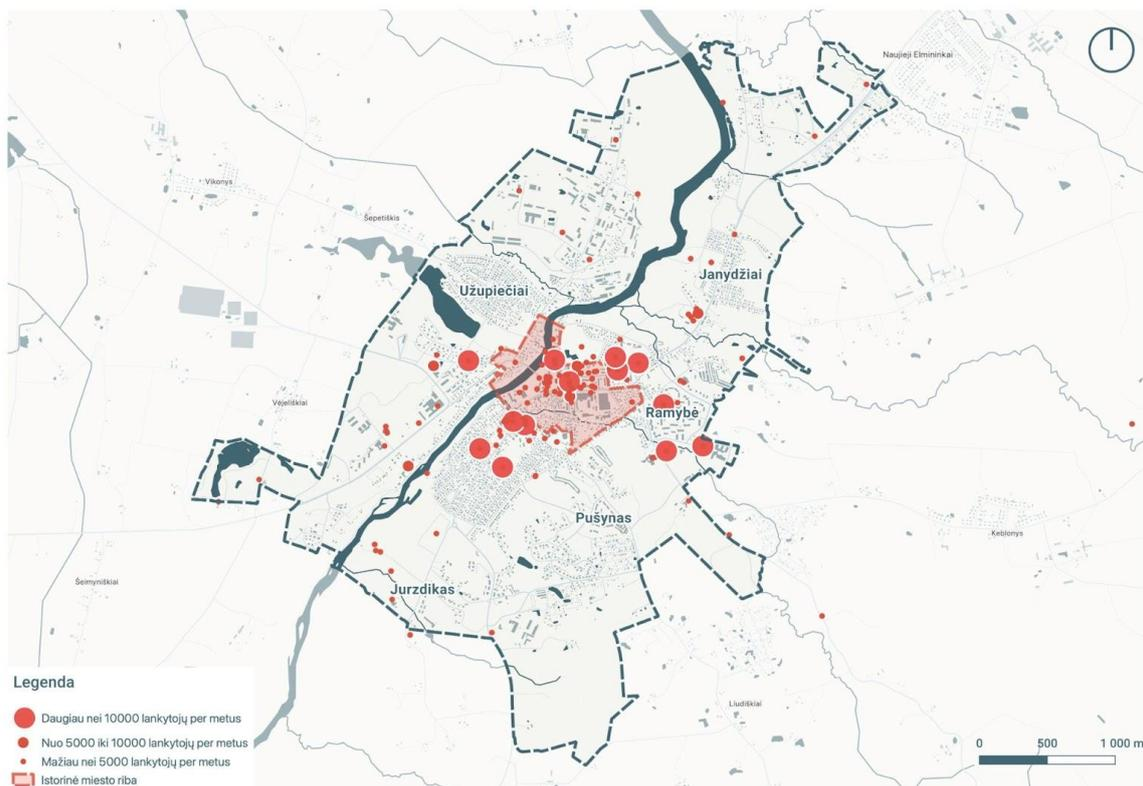 Naujieji Elmininkai
Vikonys
Šepetiškis
Užupiečiai
Janydžiai
Vėjeliškiai
Ramybė
Pušynas
Keblonys
Šeimyniškiai
Jurzdikas
Liudiškiai
Legenda
Daugiau nei 10000 lankytojų per metus
Nuo 5000 iki 10000 lankytojų per metus
Mažiau nei 5000 lankytojų per metus
Istorinė miesto riba
0 500 1 000 m